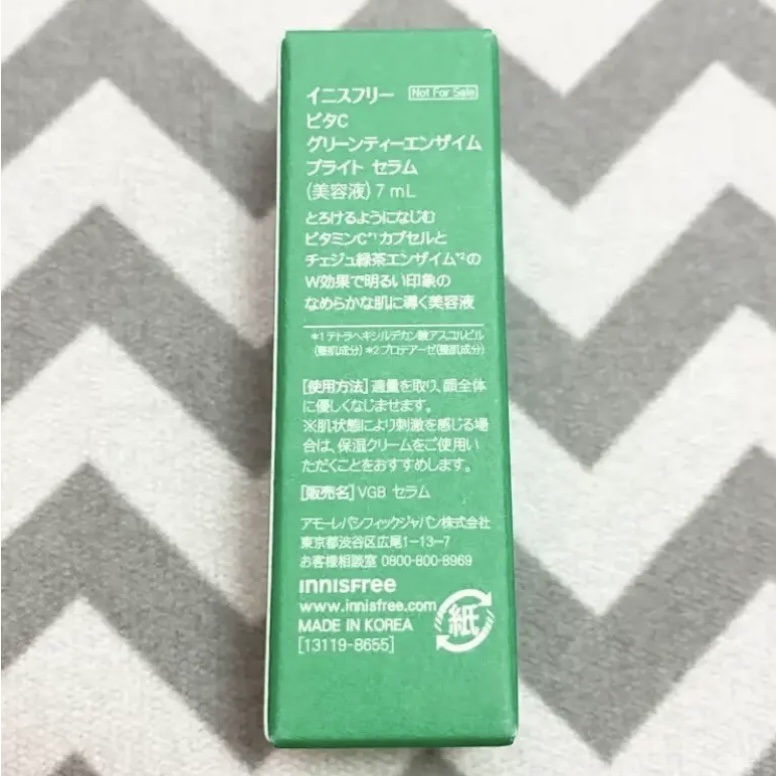 イニスフリー Not For Sale
ビタC
グリーンティーエンザイム
ブライト セラム
(美容液) 7 mL
とろけるようになじむ
ビタミンC*1カプセルと
チェジュ緑茶エンザイム*2の
W効果で明るい印象の
なめらかな肌に導く美容液
*1 テトラヘキシルデカン酸アスコルビル
(整肌成分) *2 プロテアーゼ(整肌成分)
[使用方法] 適量を取り、顔全体
に優しくなじませます。
※肌状態により刺激を感じる場
合は、保湿クリームをご使用い
ただくことをおすすめします。
[販売名] VGB セラム
アモーレパシフィックジャパン株式会社
東京都渋谷区広尾1-13-7
お客様相談室 0800-800-8969
innisfree
www.innisfree.com
MADE IN KOREA
[13119-8655]
紙